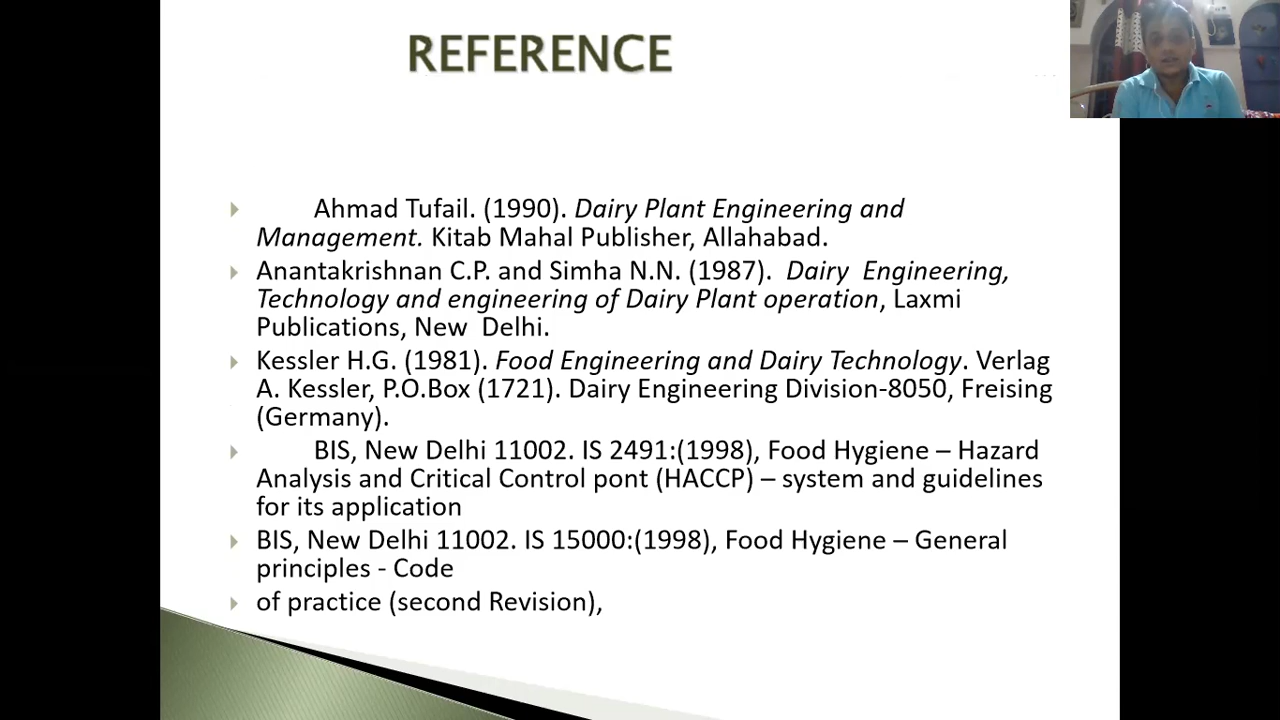 REFERENCE
Ahmad Tufail. (1990). Dairy Plant Engineering and
Management. Kitab Mahal Publisher, Allahabad.
Anantakrishnan C.P. and Simha N.N. (1987). Dairy Engineering,
Technology and engineering of Dairy Plant operation, Laxmi
Publications, New Delhi.
Kessler H.G. (1981). Food Engineering and Dairy Technology. Verlag
A. Kessler, P.O.Box (1721). Dairy Engineering Division-8050, Freising
(Germany).
BIS, New Delhi 11002. IS 2491:(1998), Food Hygiene – Hazard
Analysis and Critical Control pont (HACCP) – system and guidelines
for its application
BIS, New Delhi 11002. IS 15000:(1998), Food Hygiene – General
principles - Code
of practice (second Revision),